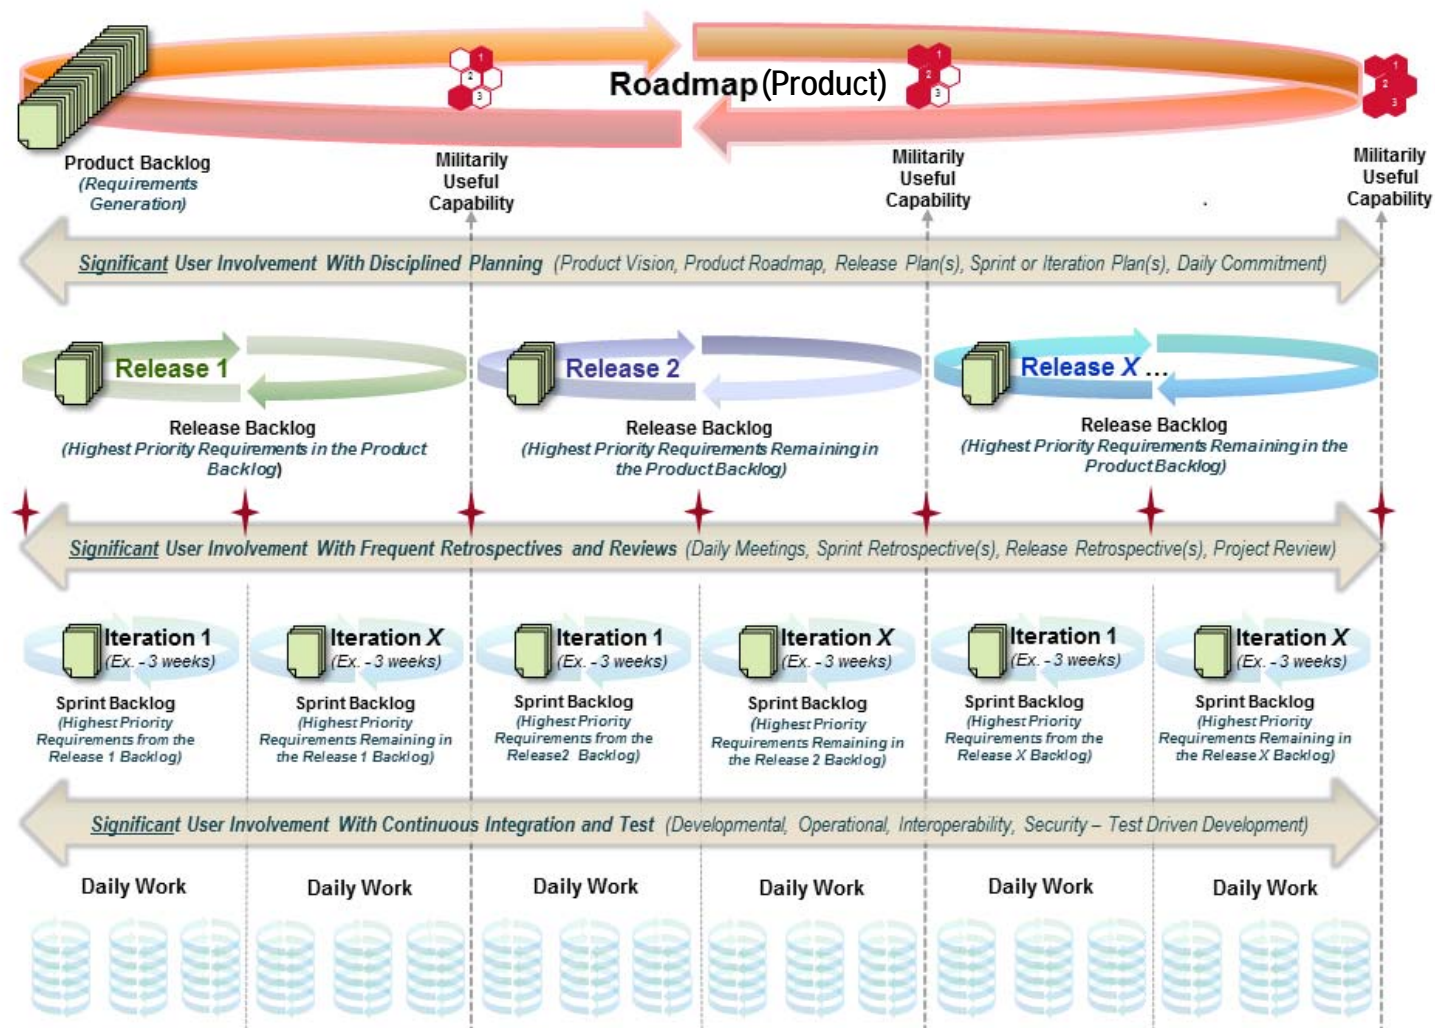 Roadmap (Product)
1
2
3
1
2
3
1
2
3
Product Backlog
(Requirements
Generation)
Militarily
Useful
Capability
Militarily
Useful
Capability
Militarily
Useful
Capability
.
Significant User Involvement With Disciplined Planning (Product Vision, Product Roadmap, Release Plan(s), Sprint or Iteration Plan(s), Daily Commitment)
Release 1
Release 2
Release X ...
Release Backlog
(Highest Priority Requirements in the Product
Backlog)
Release Backlog
(Highest Priority Requirements Remaining in
the Product Backlog)
Release Backlog
(Highest Priority Requirements Remaining in the
Product Backlog)
Significant User Involvement With Frequent Retrospectives and Reviews (Daily Meetings, Sprint Retrospective(s), Release Retrospective(s), Project Review)
Iteration 1
(Ex. - 3 weeks)
Sprint Backlog
(Highest Priority
Requirements from the
Release 1 Backlog)
Iteration X
(Ex. - 3 weeks)
Sprint Backlog
(Highest Priority
Requirements Remaining in
the Release 1 Backlog)
Iteration 1
(Ex. - 3 weeks)
Sprint Backlog
(Highest Priority
Requirements from the
Release2 Backlog)
Iteration X
(Ex. - 3 weeks)
Sprint Backlog
(Highest Priority
Requirements Remaining in
the Release 2 Backlog)
Iteration 1
(Ex. - 3 weeks)
Sprint Backlog
(Highest Priority
Requirements from the
Release X Backlog)
Iteration X
(Ex. - 3 weeks)
Sprint Backlog
(Highest Priority
Requirements Remaining in
the Release X Backlog)
Significant User Involvement With Continuous Integration and Test (Developmental, Operational, Interoperability, Security – Test Driven Development)
Daily Work
Daily Work
Daily Work
Daily Work
Daily Work
Daily Work